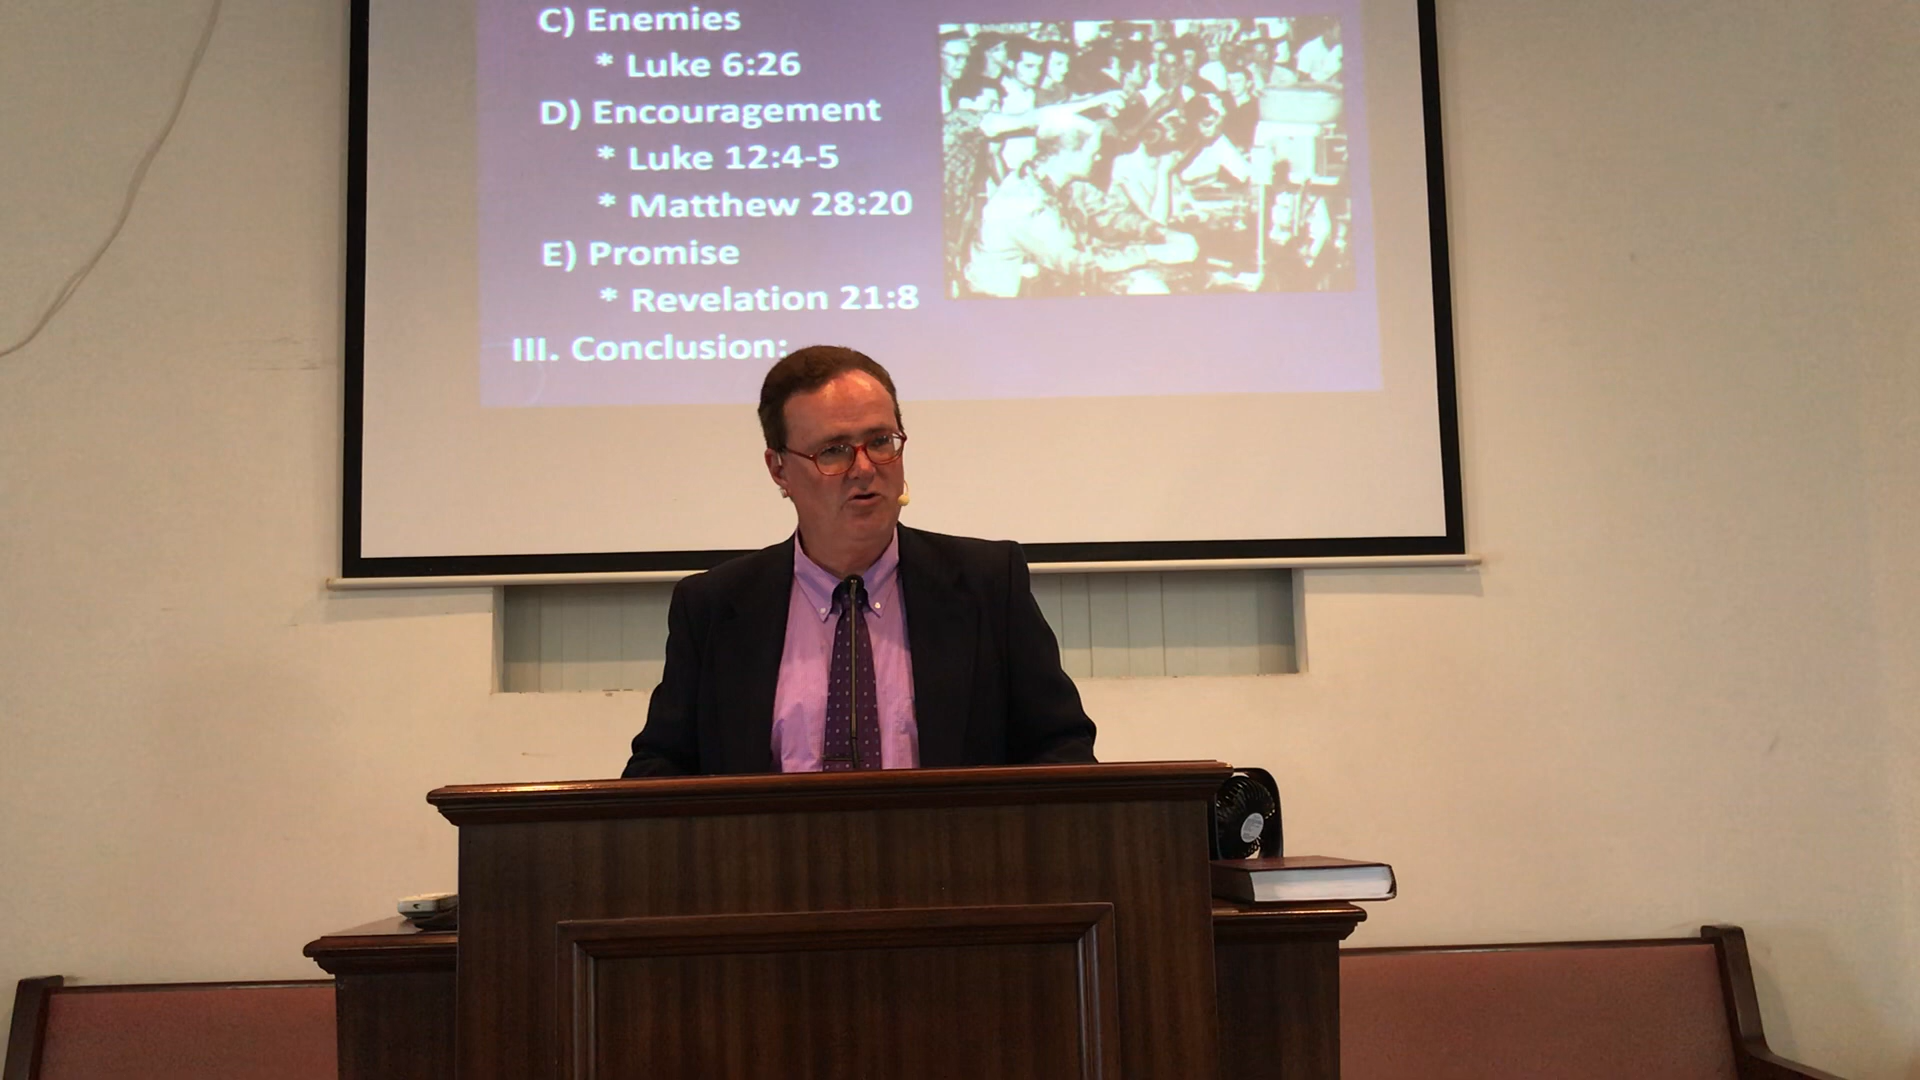 C) Enemies
* Luke 6:26
D) Encouragement
* Luke 12:4-5
* Matthew 28:20
E) Promise
* Revelation 21:8
III. Conclusion: